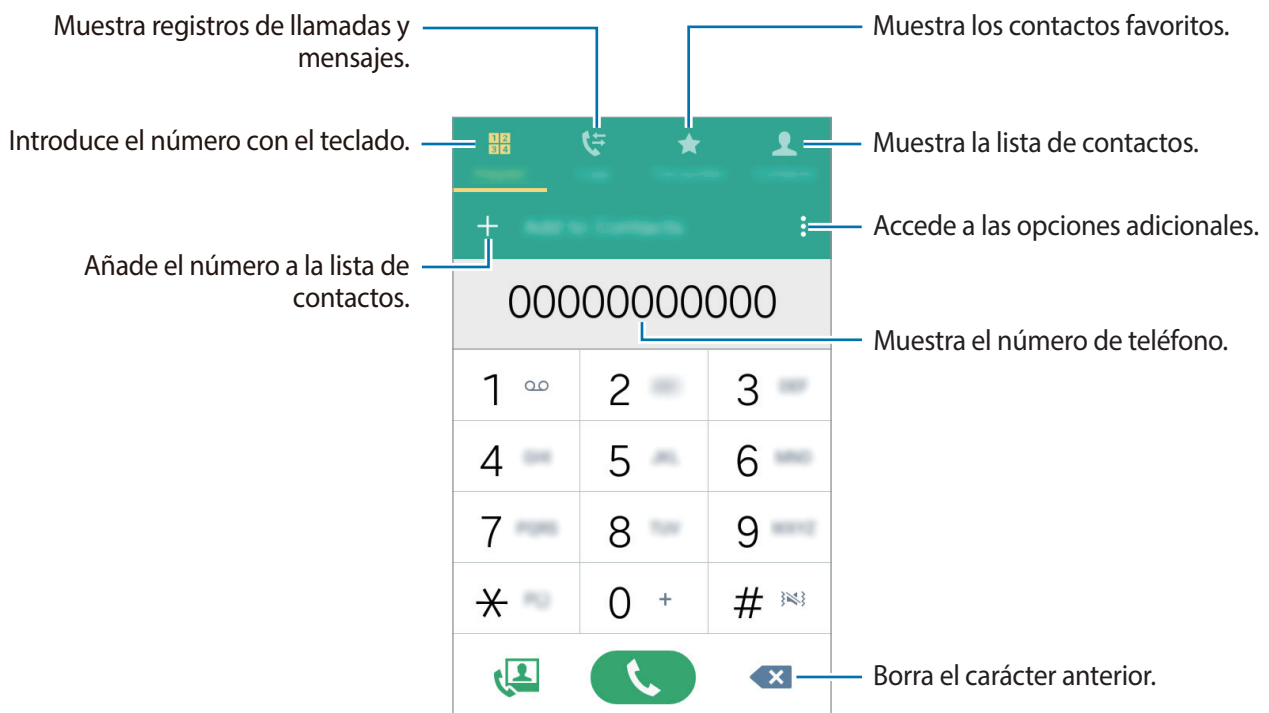 Muestra registros de llamadas y
mensajes.
Muestra los contactos favoritos.
Introduce el número con el teclado.
Muestra la lista de contactos.
Accede a las opciones adicionales.
Añade el número a la lista de
contactos.
00000000000
Muestra el número de teléfono.
1 2 3
4 5 6
7 8 9
* 0 + #
Borra el carácter anterior.